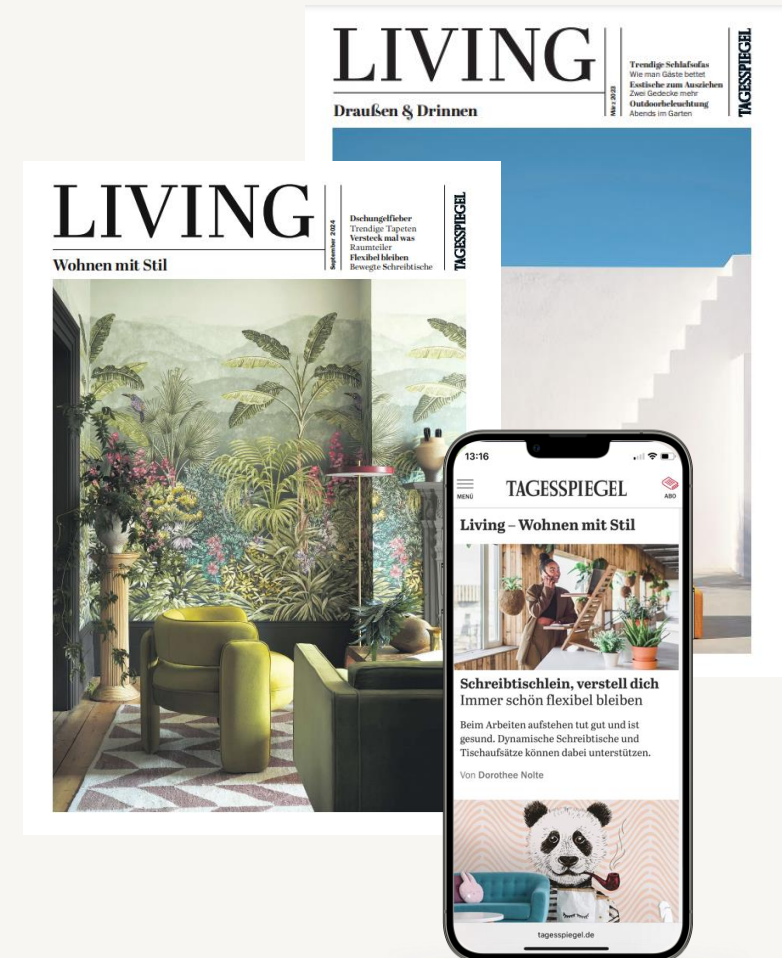 LIVING
Draußen & Drinnen
März 2023
Trendige Schlafsofas
Wie man Gäste bettet
Esstische zum Ausziehen
Zwei Gedecke mehr
Outdoorbeleuchtung
Abends im Garten
TAGESSPIEGEL
LIVING
Wohnen mit Stil
September 2024
Dschungelfieber
Trendige Tapeten
Versteck mal was
Raumteiler
Flexibel bleiben
Bewegte Schreibtische
TAGESSPIEGEL
13:16
MENÜ
TAGESSPIEGEL
ABO
Living – Wohnen mit Stil
Schreibtischlein, verstell dich
Immer schön flexibel bleiben
Beim Arbeiten aufstehen tut gut und ist
gesund. Dynamische Schreibtische und
Tischaufsätze können dabei unterstützen.
Von Dorothee Nolte
tagesspiegel.de